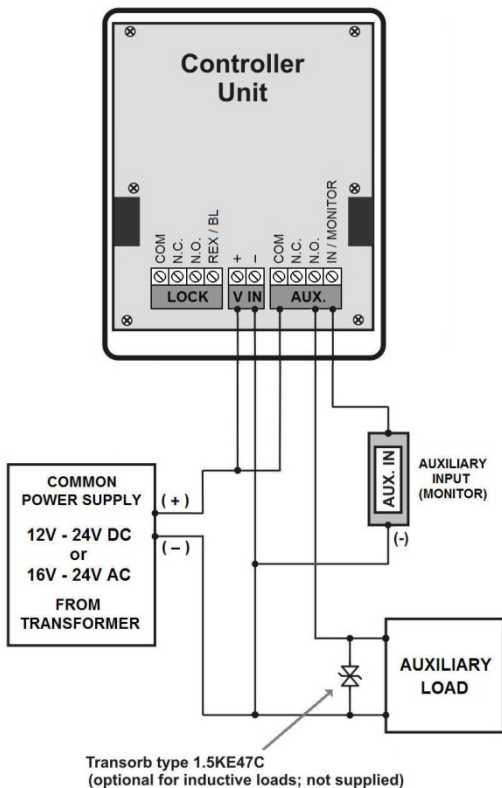 Controller
Unit
COM
N.C.
N.O.
REX / BL
+
–
COM
N.C.
N.O.
IN / MONITOR
LOCK
V IN
AUX.
COMMON
POWER SUPPLY
12V - 24V DC
or
16V - 24V AC
FROM
TRANSFORMER
(+)
(–)
AUX. IN
AUXILIARY
INPUT
(MONITOR)
(-)
AUXILIARY
LOAD
Transorb type 1.5KE47C
(optional for inductive loads; not supplied)